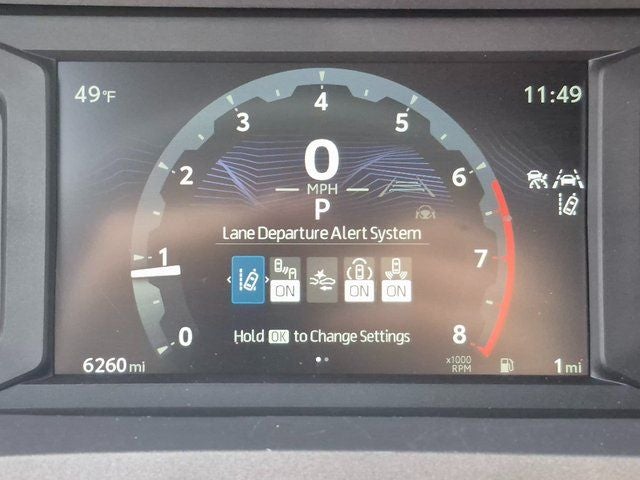 49°F
11:49
4
3
5
2
6
0
MPH
P
Lane Departure Alert System
1
7
ON
ON
ON
0
Hold OK to Change Settings
8
6260 mi
x1000
RPM
1 mi